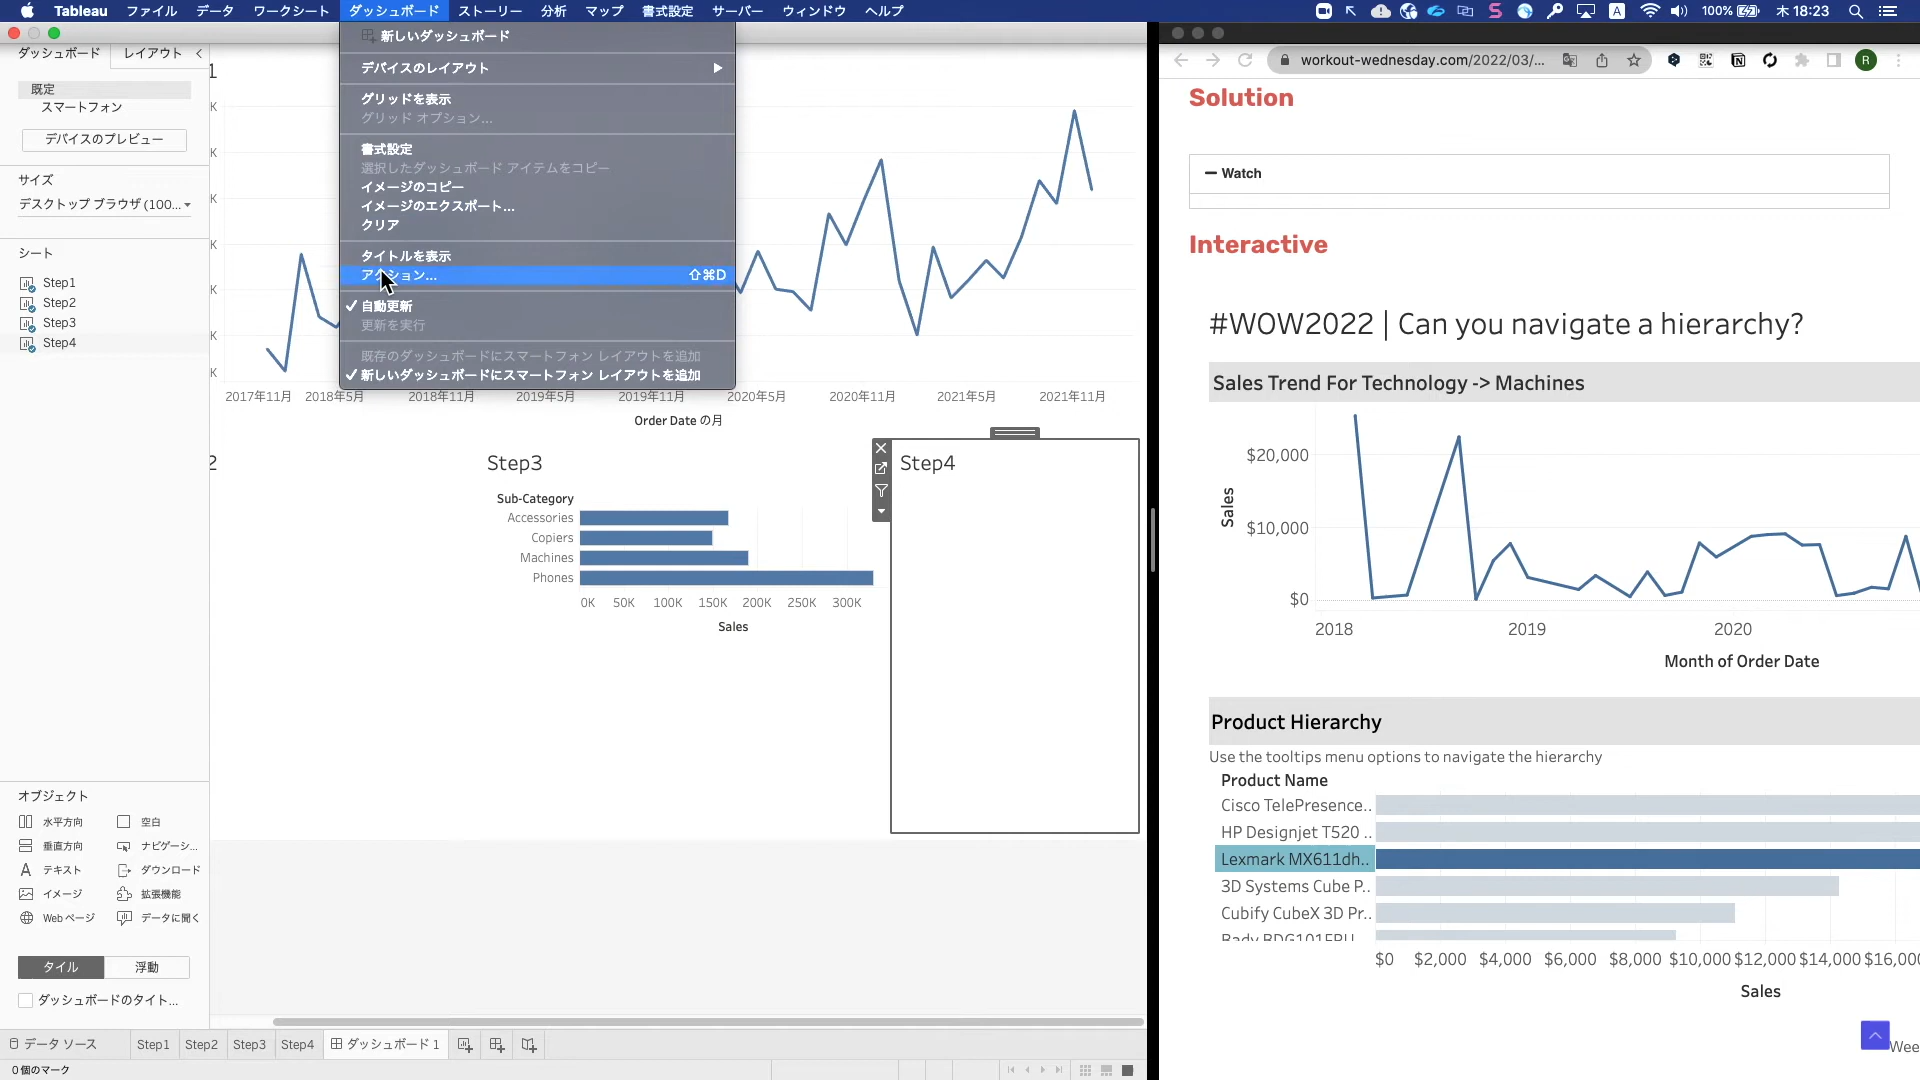 Tableau ファイル データ ワークシート ダッシュボード ストーリー 分析 マップ 書式設定 サーバー ウィンドウ ヘルプ
100% 木 18:23
ダッシュボード レイアウト
既定
スマートフォン
デバイスのプレビュー
サイズ
デスクトップ ブラウザ (100...
シート
Step1
Step2
Step3
Step4
オブジェクト
水平方向 空白
垂直方向 ナビゲーシ...
テキスト ダウンロード
イメージ 拡張機能
Web ページ データに聞く
タイル 浮動
ダッシュボードのタイト...
新しいダッシュボード
デバイスのレイアウト
グリッドを表示
グリッド オプション...
書式設定
選択したダッシュボード アイテムをコピー
イメージのコピー
イメージのエクスポート...
クリア
タイトルを表示
アクション... ⇧⌘D
✓ 自動更新
更新を実行
既存のダッシュボードにスマートフォン レイアウトを追加
✓ 新しいダッシュボードにスマートフォン レイアウトを追加
1
K
K
K
K
K
K
K
2017年11月 2018年5月 2018年11月 2019年5月 2019年11月 2020年5月 2020年11月 2021年5月 2021年11月
Order Date の月
2
Step3
Sub-Category
Accessories
Copiers
Machines
Phones
0K 50K 100K 150K 200K 250K 300K
Sales
Step4
データ ソース Step1 Step2 Step3 Step4 ダッシュボード 1
0 個のマーク
workout-wednesday.com/2022/03/...
R
Solution
Watch
Interactive
#WOW2022 | Can you navigate a hierarchy?
Sales Trend For Technology -> Machines
$20,000
$10,000
$0
Sales
2018 2019 2020
Month of Order Date
Product Hierarchy
Use the tooltips menu options to navigate the hierarchy
Product Name
Cisco TelePresence..
HP Designjet T520 ..
Lexmark MX611dh..
3D Systems Cube P..
Cubify CubeX 3D Pr..
$0 $2,000 $4,000 $6,000 $8,000 $10,000 $12,000 $14,000 $16,00
Sales
Wee